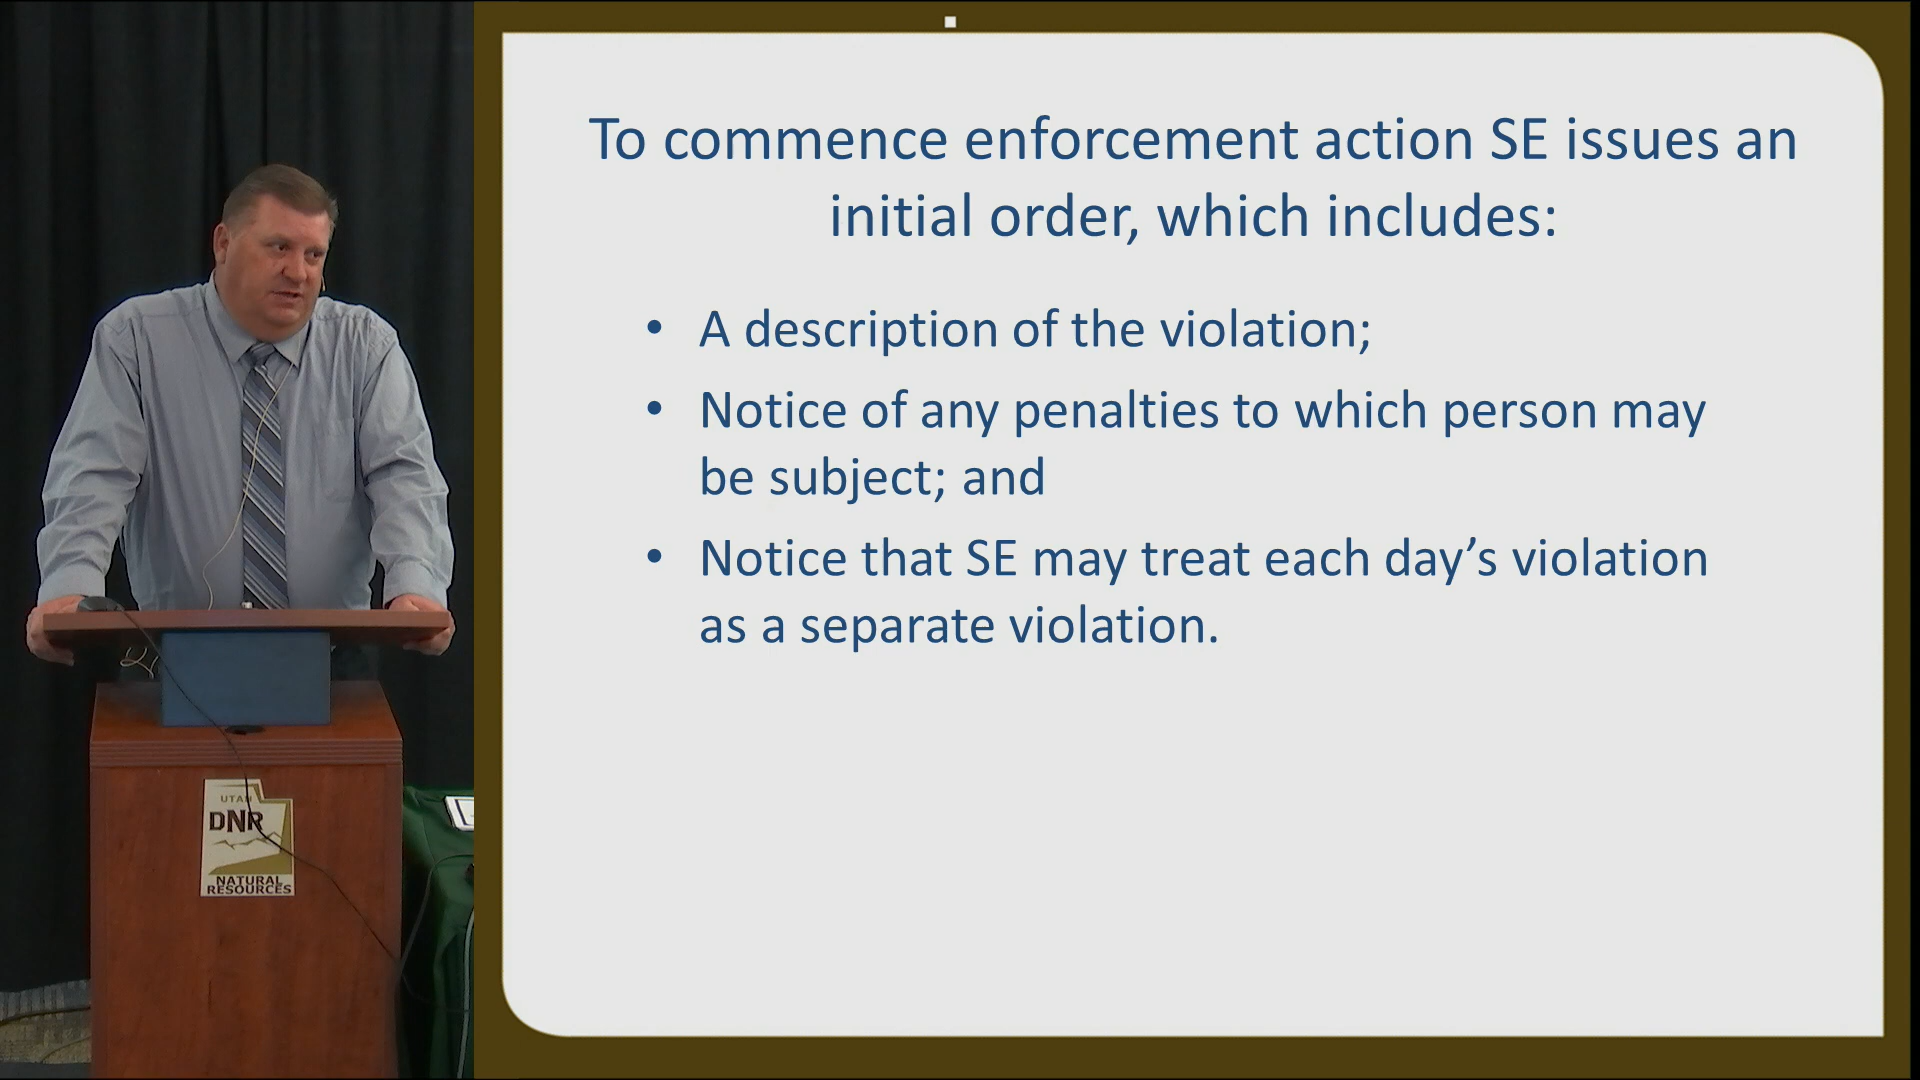 To commence enforcement action SE issues an
initial order, which includes:
• A description of the violation;
• Notice of any penalties to which person may
be subject; and
• Notice that SE may treat each day’s violation
as a separate violation.
UTAH
DNR
NATURAL
RESOURCES